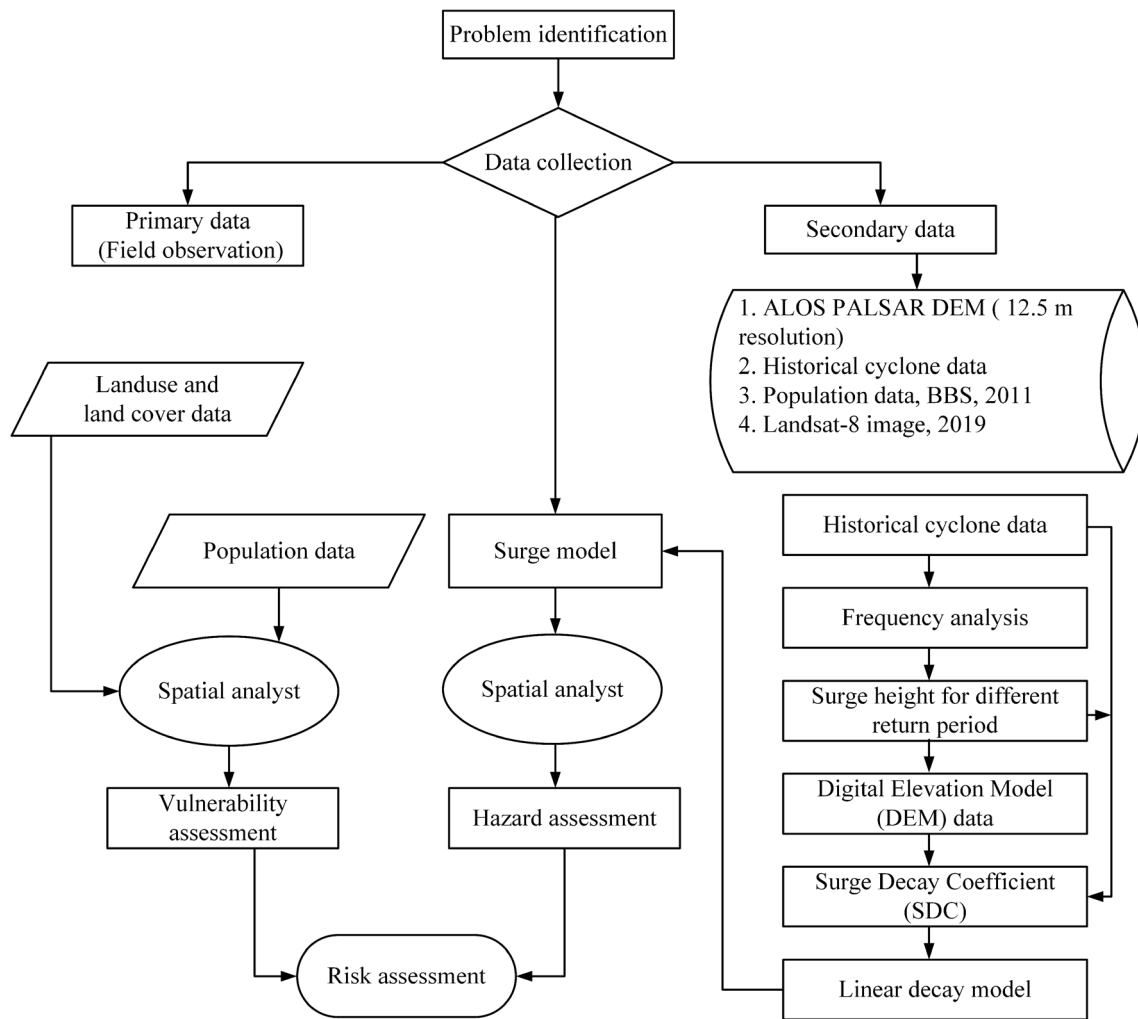 Problem identification
Data collection
Primary data
(Field observation)
Secondary data
1. ALOS PALSAR DEM ( 12.5 m
resolution)
2. Historical cyclone data
3. Population data, BBS, 2011
4. Landsat-8 image, 2019
Landuse and
land cover data
Population data
Surge model
Historical cyclone data
Frequency analysis
Spatial analyst
Spatial analyst
Surge height for different
return period
Vulnerability
assessment
Hazard assessment
Digital Elevation Model
(DEM) data
Surge Decay Coefficient
(SDC)
Risk assessment
Linear decay model